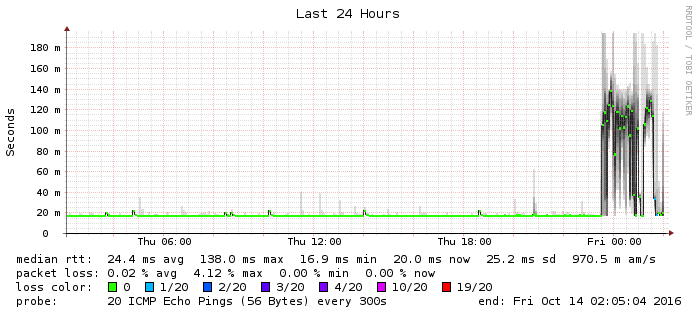 Last 24 Hours
RRDTOOL / TOBI OETIKER
Seconds
180 m
160 m
140 m
120 m
100 m
80 m
60 m
40 m
20 m
0
Thu 06:00 Thu 12:00 Thu 18:00 Fri 00:00
median rtt: 24.4 ms avg 138.0 ms max 16.9 ms min 20.0 ms now 25.2 ms sd 970.5 m am/s
packet loss: 0.02 % avg 4.12 % max 0.00 % min 0.00 % now
loss color: 0 1/20 2/20 3/20 4/20 10/20 19/20
probe: 20 ICMP Echo Pings (56 Bytes) every 300s end: Fri Oct 14 02:05:04 2016